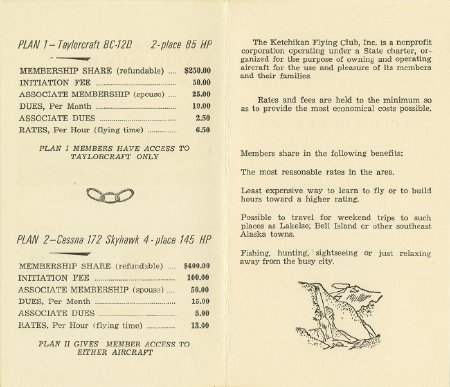 PLAN 1—Taylorcraft BC-12D 2-place 85 HP
MEMBERSHIP SHARE (refundable) .... $250.00
INITIATION FEE ........................ 50.00
ASSOCIATE MEMBERSHIP (spouse) .... 25.00
DUES, Per Month ........................ 10.00
ASSOCIATE DUES ........................ 2.50
RATES, Per Hour (flying time) ............ 6.50
PLAN I MEMBERS HAVE ACCESS TO
TAYLORCRAFT ONLY
PLAN 2—Cessna 172 Skyhawk 4-place 145 HP
MEMBERSHIP SHARE (refundable) .... $400.00
INITIATION FEE ........................ 100.00
ASSOCIATE MEMBERSHIP (spouse) .... 50.00
DUES, Per Month ........................ 15.00
ASSOCIATE DUES ........................ 5.00
RATES, Per Hour (flying time) ............ 13.00
PLAN II GIVES MEMBER ACCESS TO
EITHER AIRCRAFT
The Ketchikan Flying Club, Inc. is a nonprofit
corporation operating under a State charter, or-
ganized for the purpose of owning and operating
aircraft for the use and pleasure of its members
and their families
Rates and fees are held to the minimum so
as to provide the most economical costs possible.
Members share in the following benefits:
The most reasonable rates in the area.
Least expensive way to learn to fly or to build
hours toward a higher rating.
Possible to travel for weekend trips to such
places as Lakelse, Bell Island or other southeast
Alaska towns.
Fishing, hunting, sightseeing or just relaxing
away from the busy city.